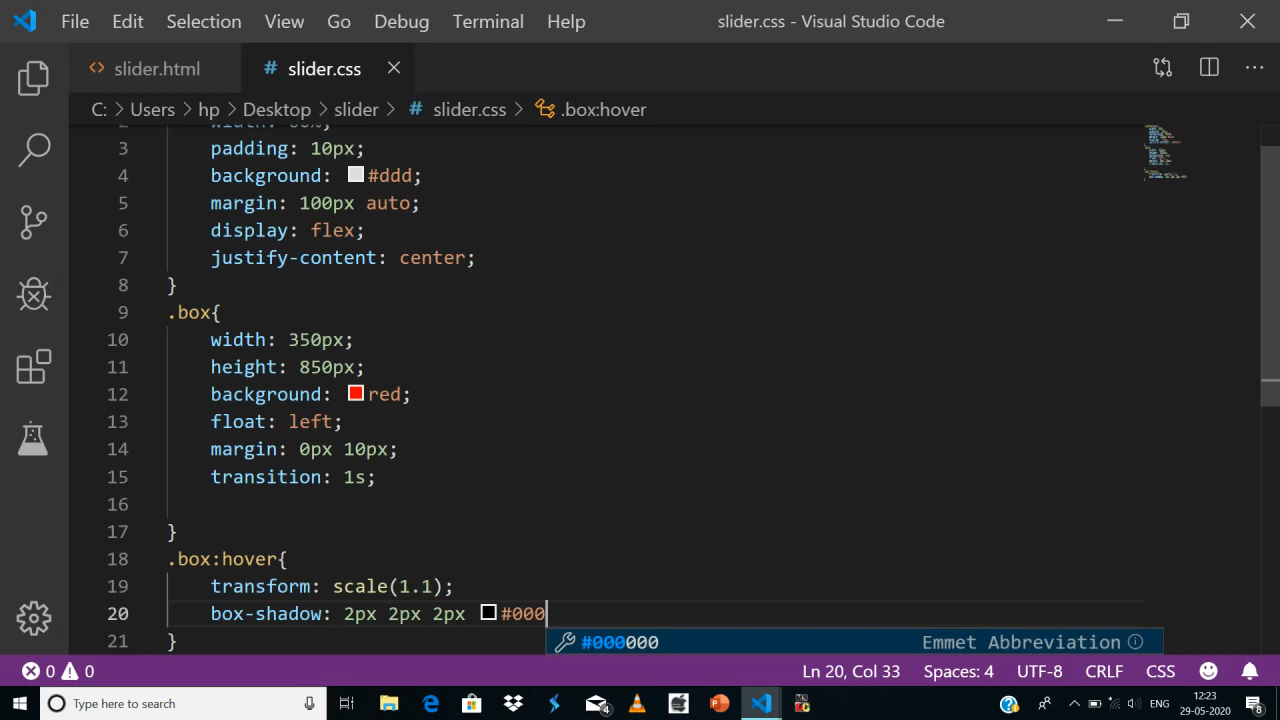 File Edit Selection View Go Debug Terminal Help slider.css - Visual Studio Code
<> slider.html # slider.css
C: > Users > hp > Desktop > slider > # slider.css > .box:hover
3 padding: 10px;
4 background: #ddd;
5 margin: 100px auto;
6 display: flex;
7 justify-content: center;
8 }
9 .box{
10 width: 350px;
11 height: 850px;
12 background: red;
13 float: left;
14 margin: 0px 10px;
15 transition: 1s;
16
17 }
18 .box:hover{
19 transform: scale(1.1);
20 box-shadow: 2px 2px 2px #000
#000000 Emmet Abbreviation
21 }
0 0 Ln 20, Col 33 Spaces: 4 UTF-8 CRLF CSS
Type here to search 4 ENG 12:23 29-05-2020 8